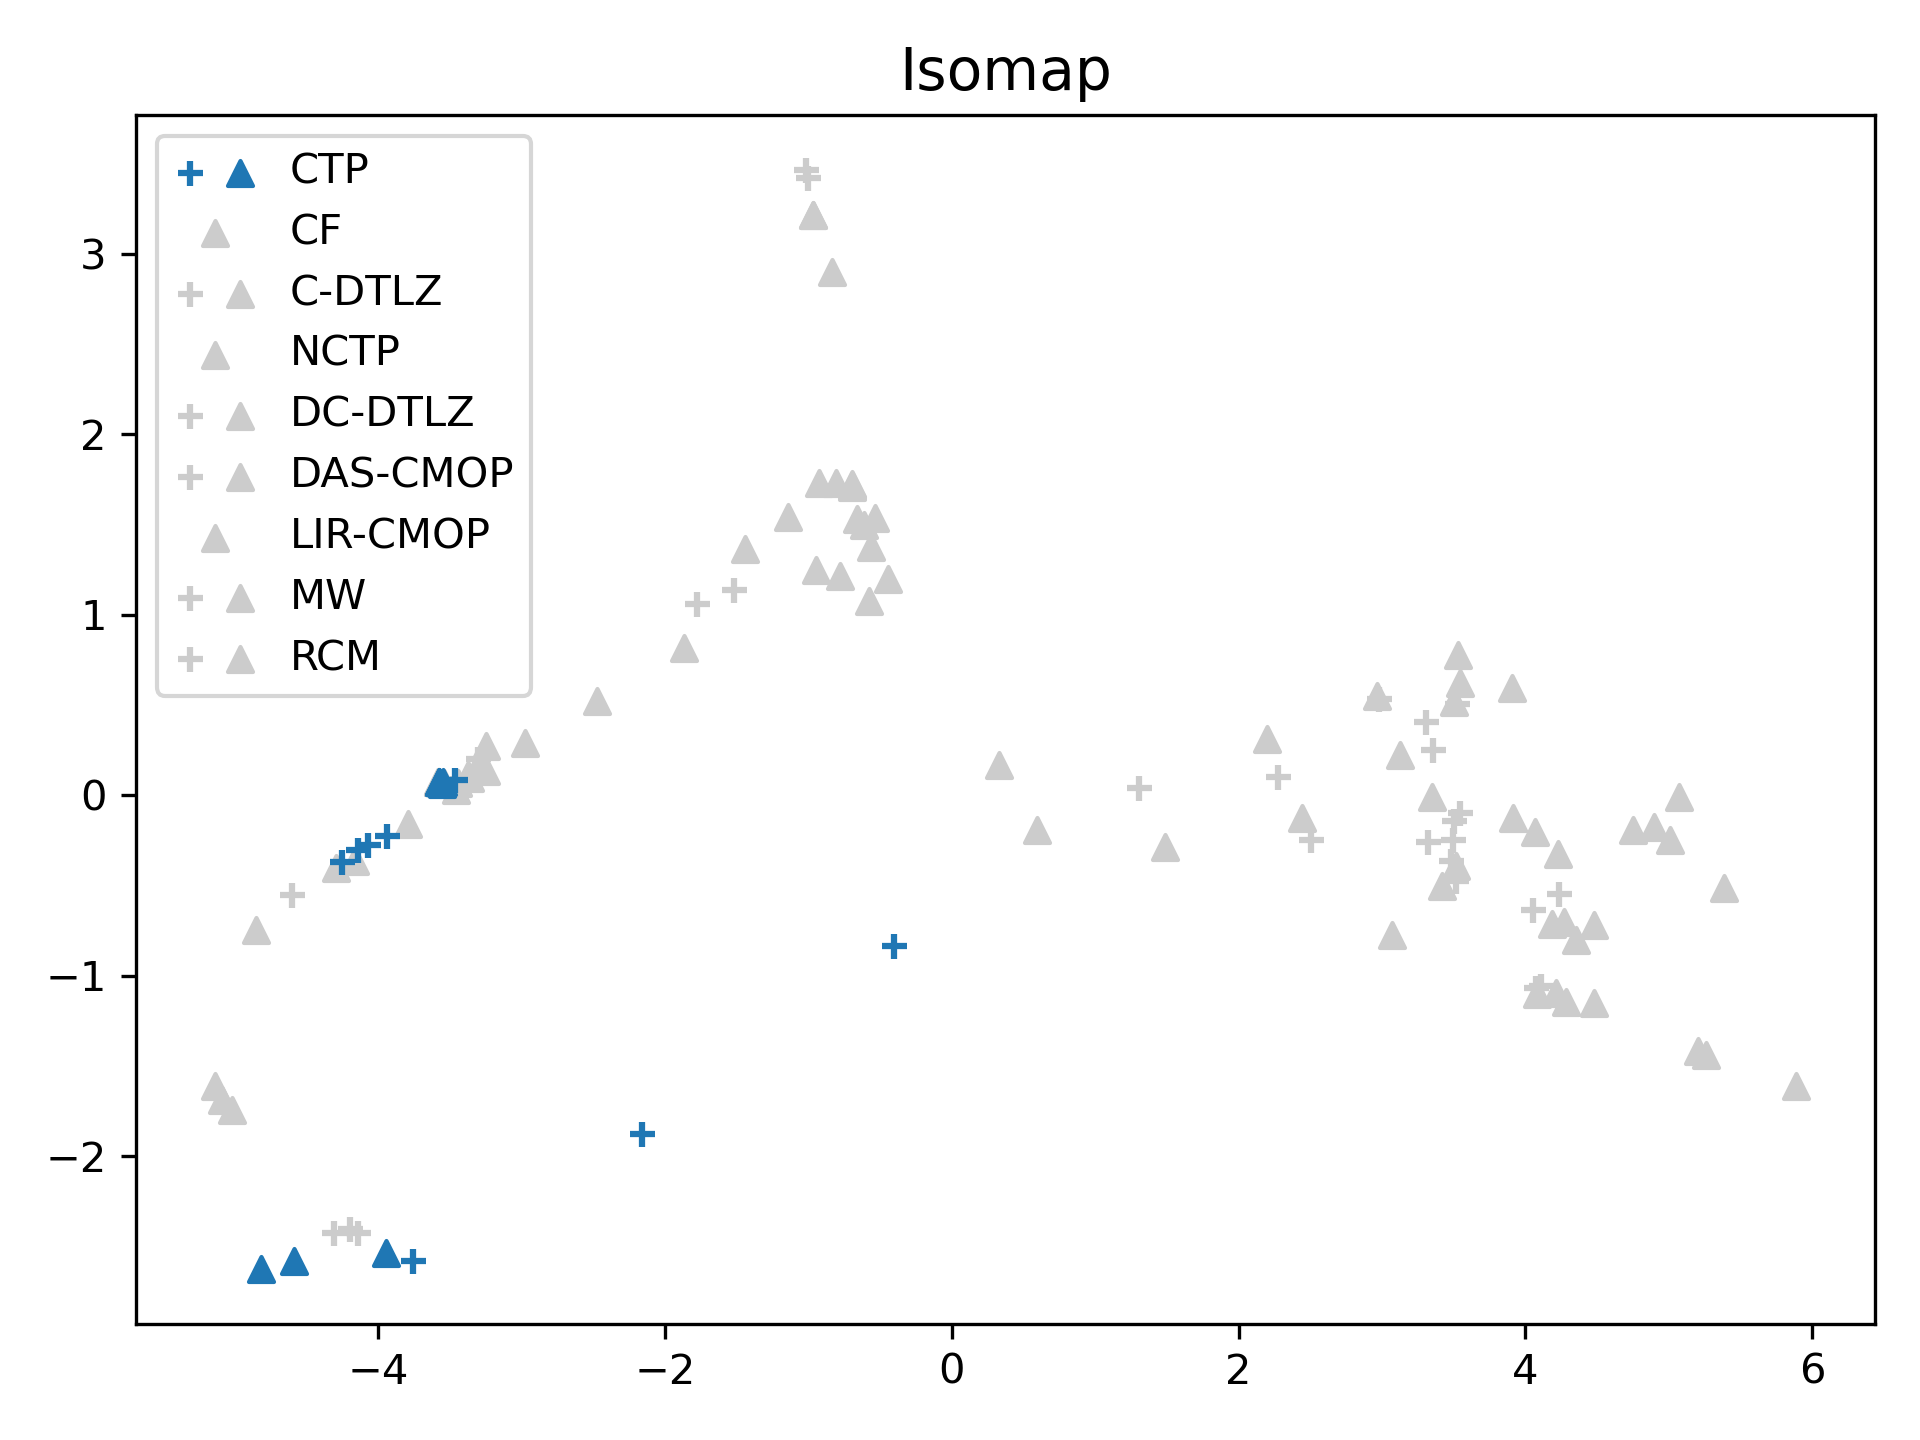 Isomap
CTP
CF
C-DTLZ
NCTP
DC-DTLZ
DAS-CMOP
LIR-CMOP
MW
RCM
3
2
1
0
−1
−2
−4 −2 0 2 4 6